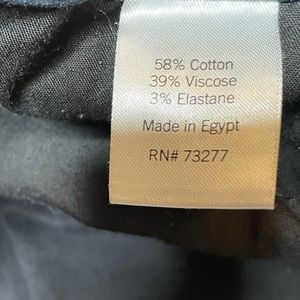 58% Cotton
39% Viscose
3% Elastane
Made in Egypt
RN# 73277